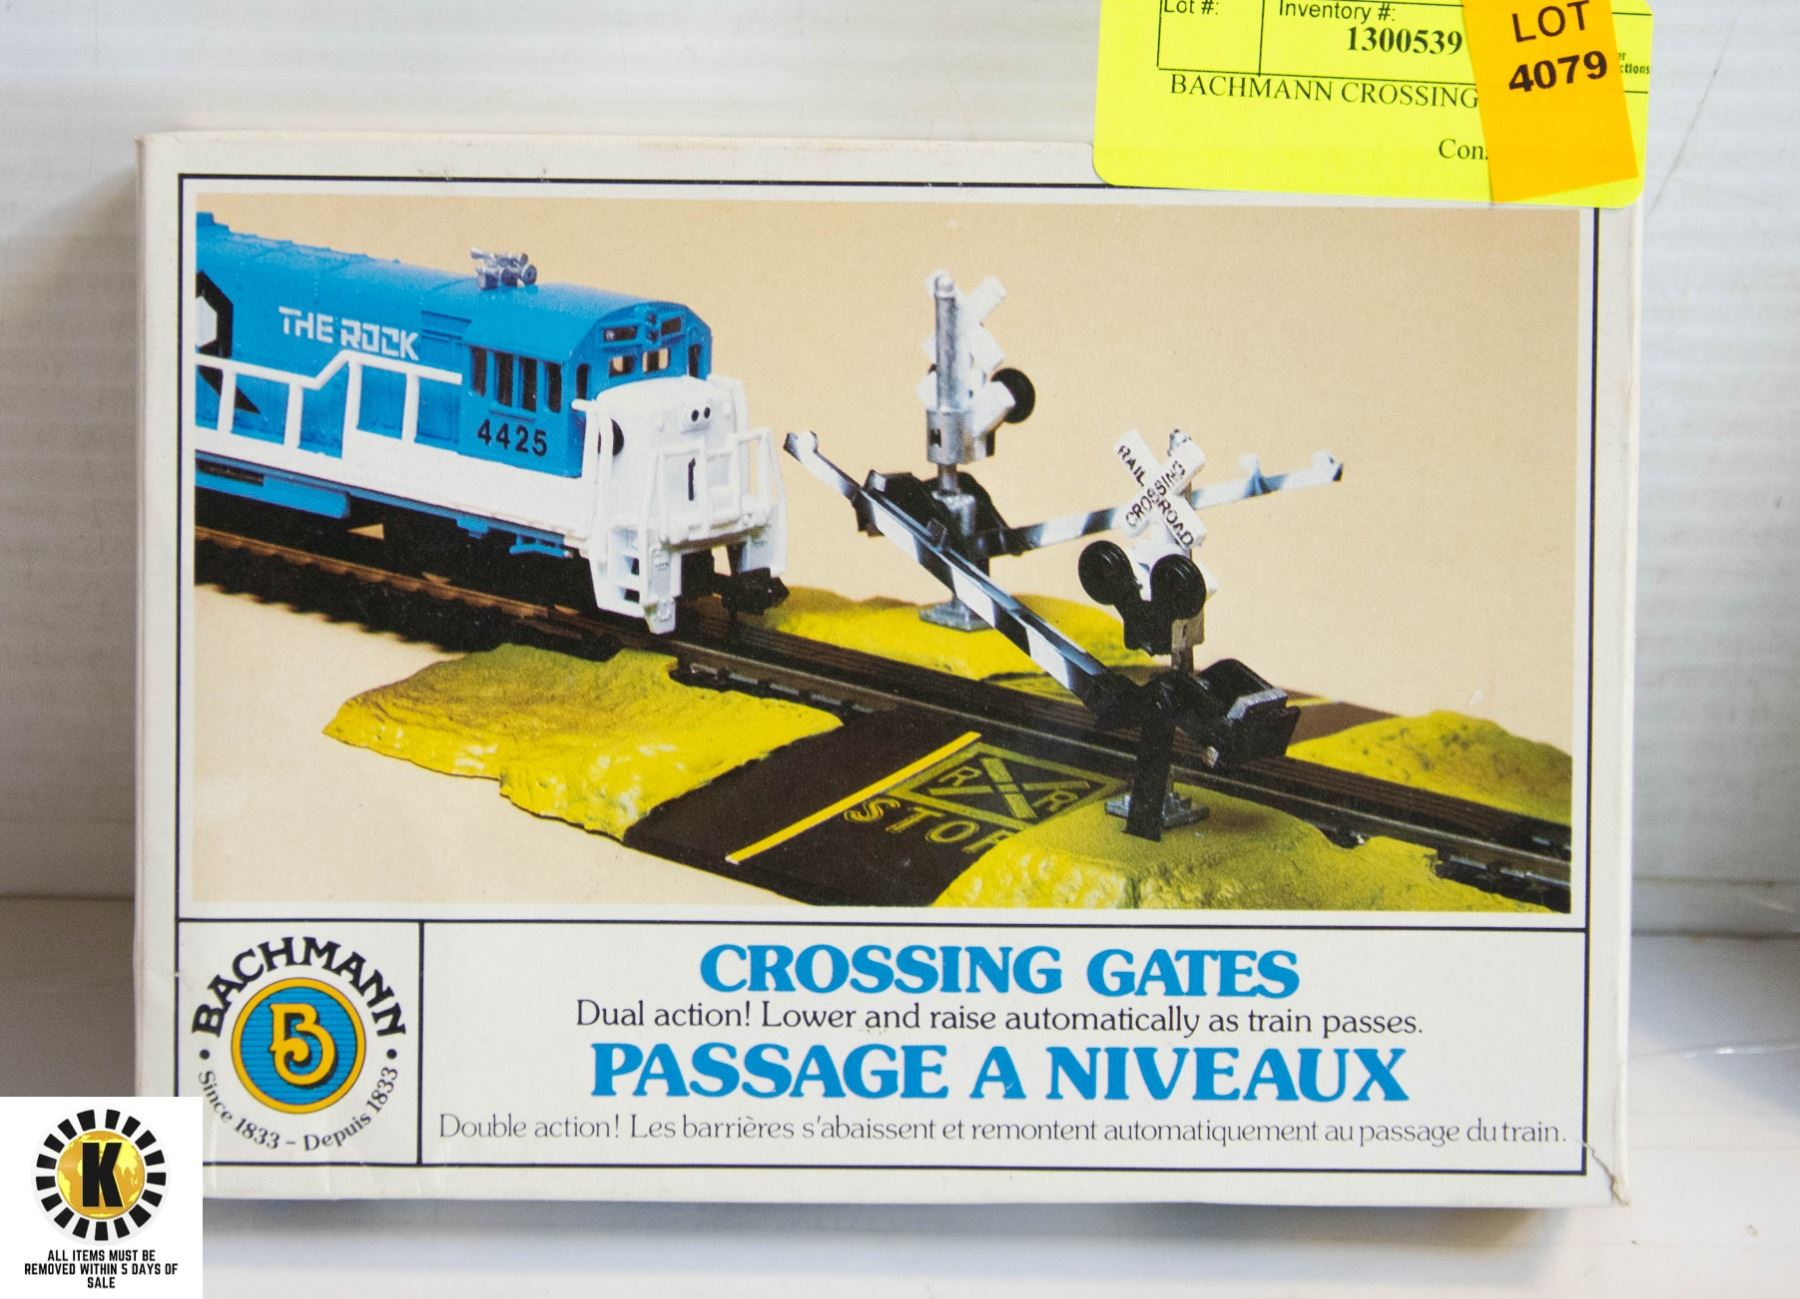 Lot #:
Inventory #:
1300539
BACHMANN CROSSING
Con
LOT
4079
ctions
THE ROCK
4425
RAIL
CROSSING
ROAD
R R
STOP
BACHMANN
B
Since 1833 - Depuis 1833
CROSSING GATES
Dual action! Lower and raise automatically as train passes.
PASSAGE A NIVEAUX
Double action! Les barrières s'abaissent et remontent automatiquement au passage du train.
K
ALL ITEMS MUST BE
REMOVED WITHIN 5 DAYS OF
SALE